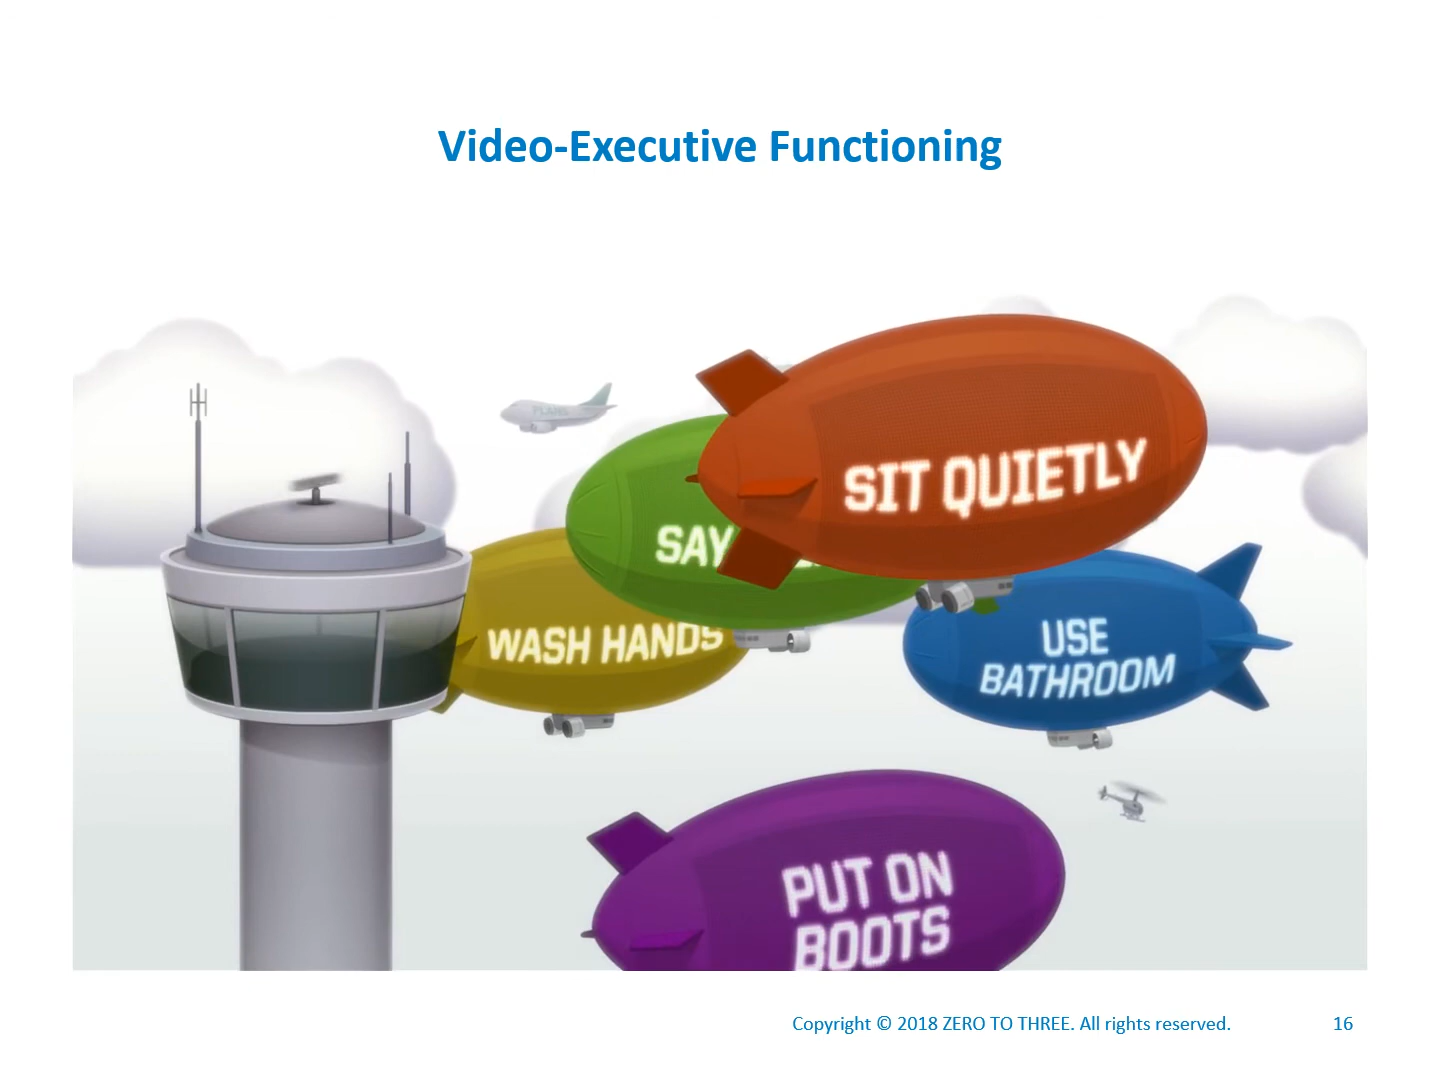 Video-Executive Functioning
PLANS
SIT QUIETLY
SAY
WASH HANDS
USE
BATHROOM
PUT ON
BOOTS
Copyright © 2018 ZERO TO THREE. All rights reserved.
16